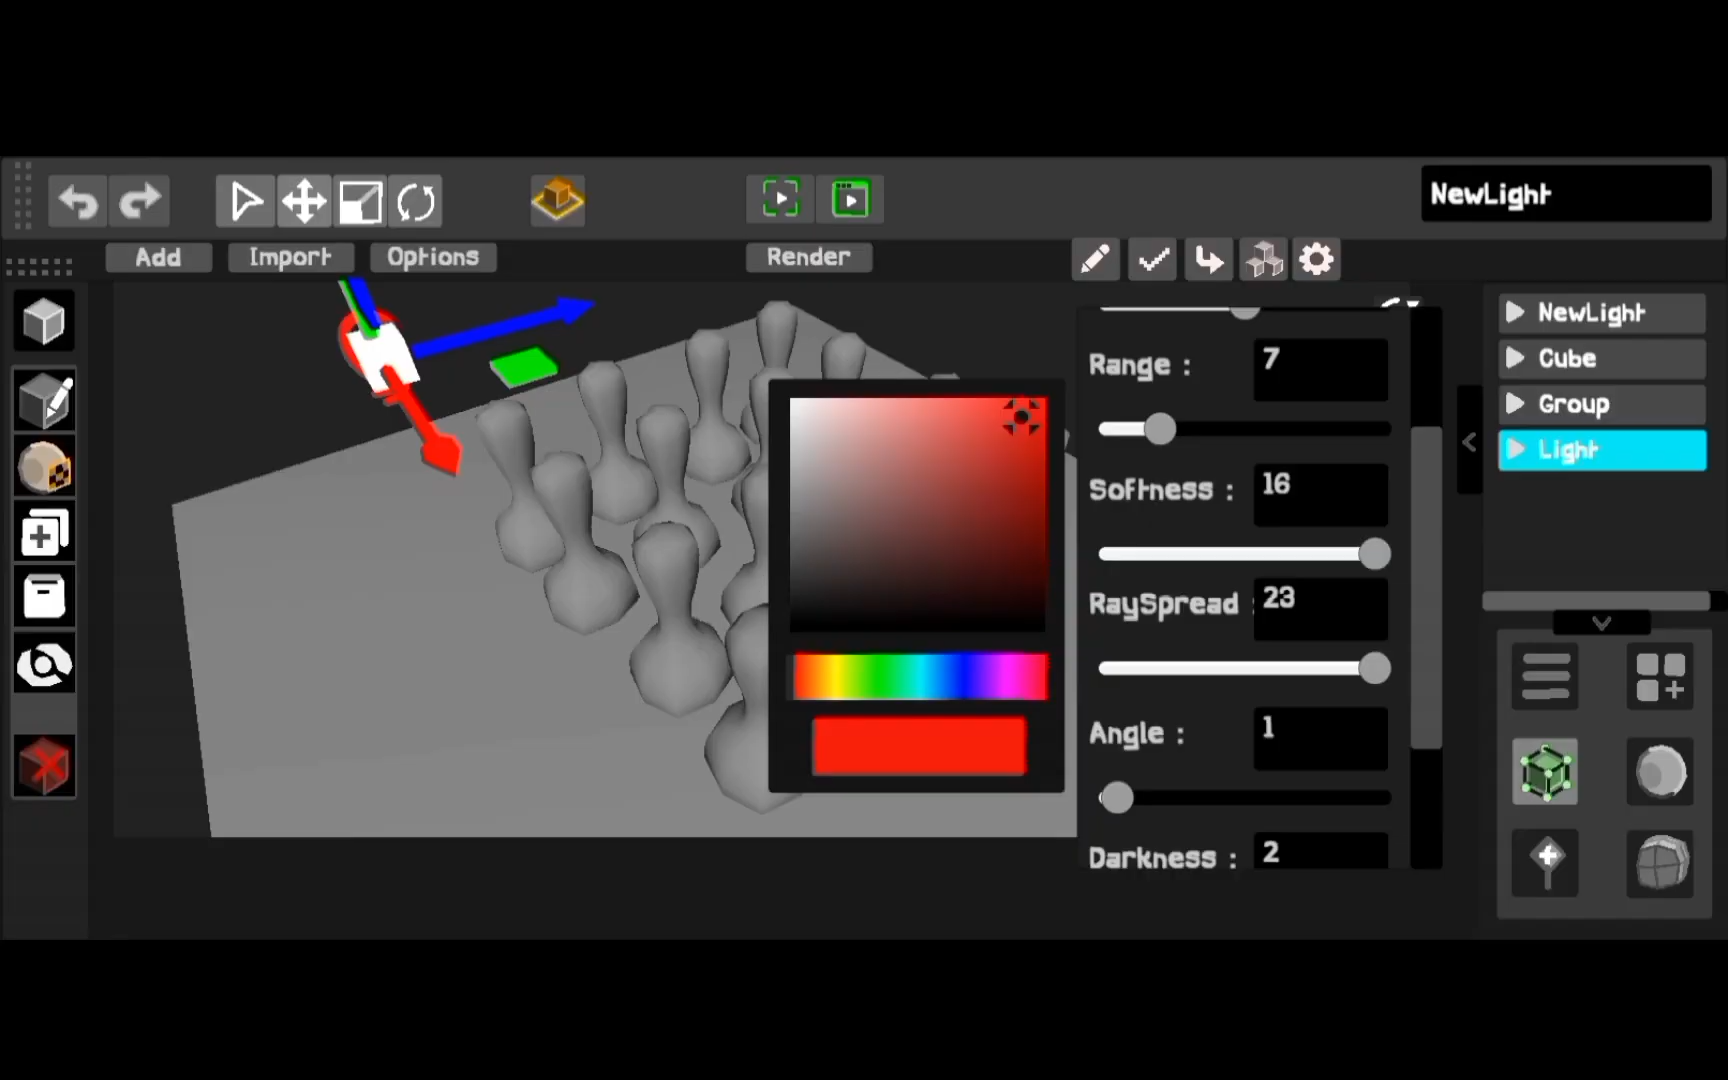 NewLight
Add
Import
Options
Render
NewLight
Cube
Group
Light
Range : 7
Softness : 16
RaySpread : 23
Angle : 1
Darkness : 2